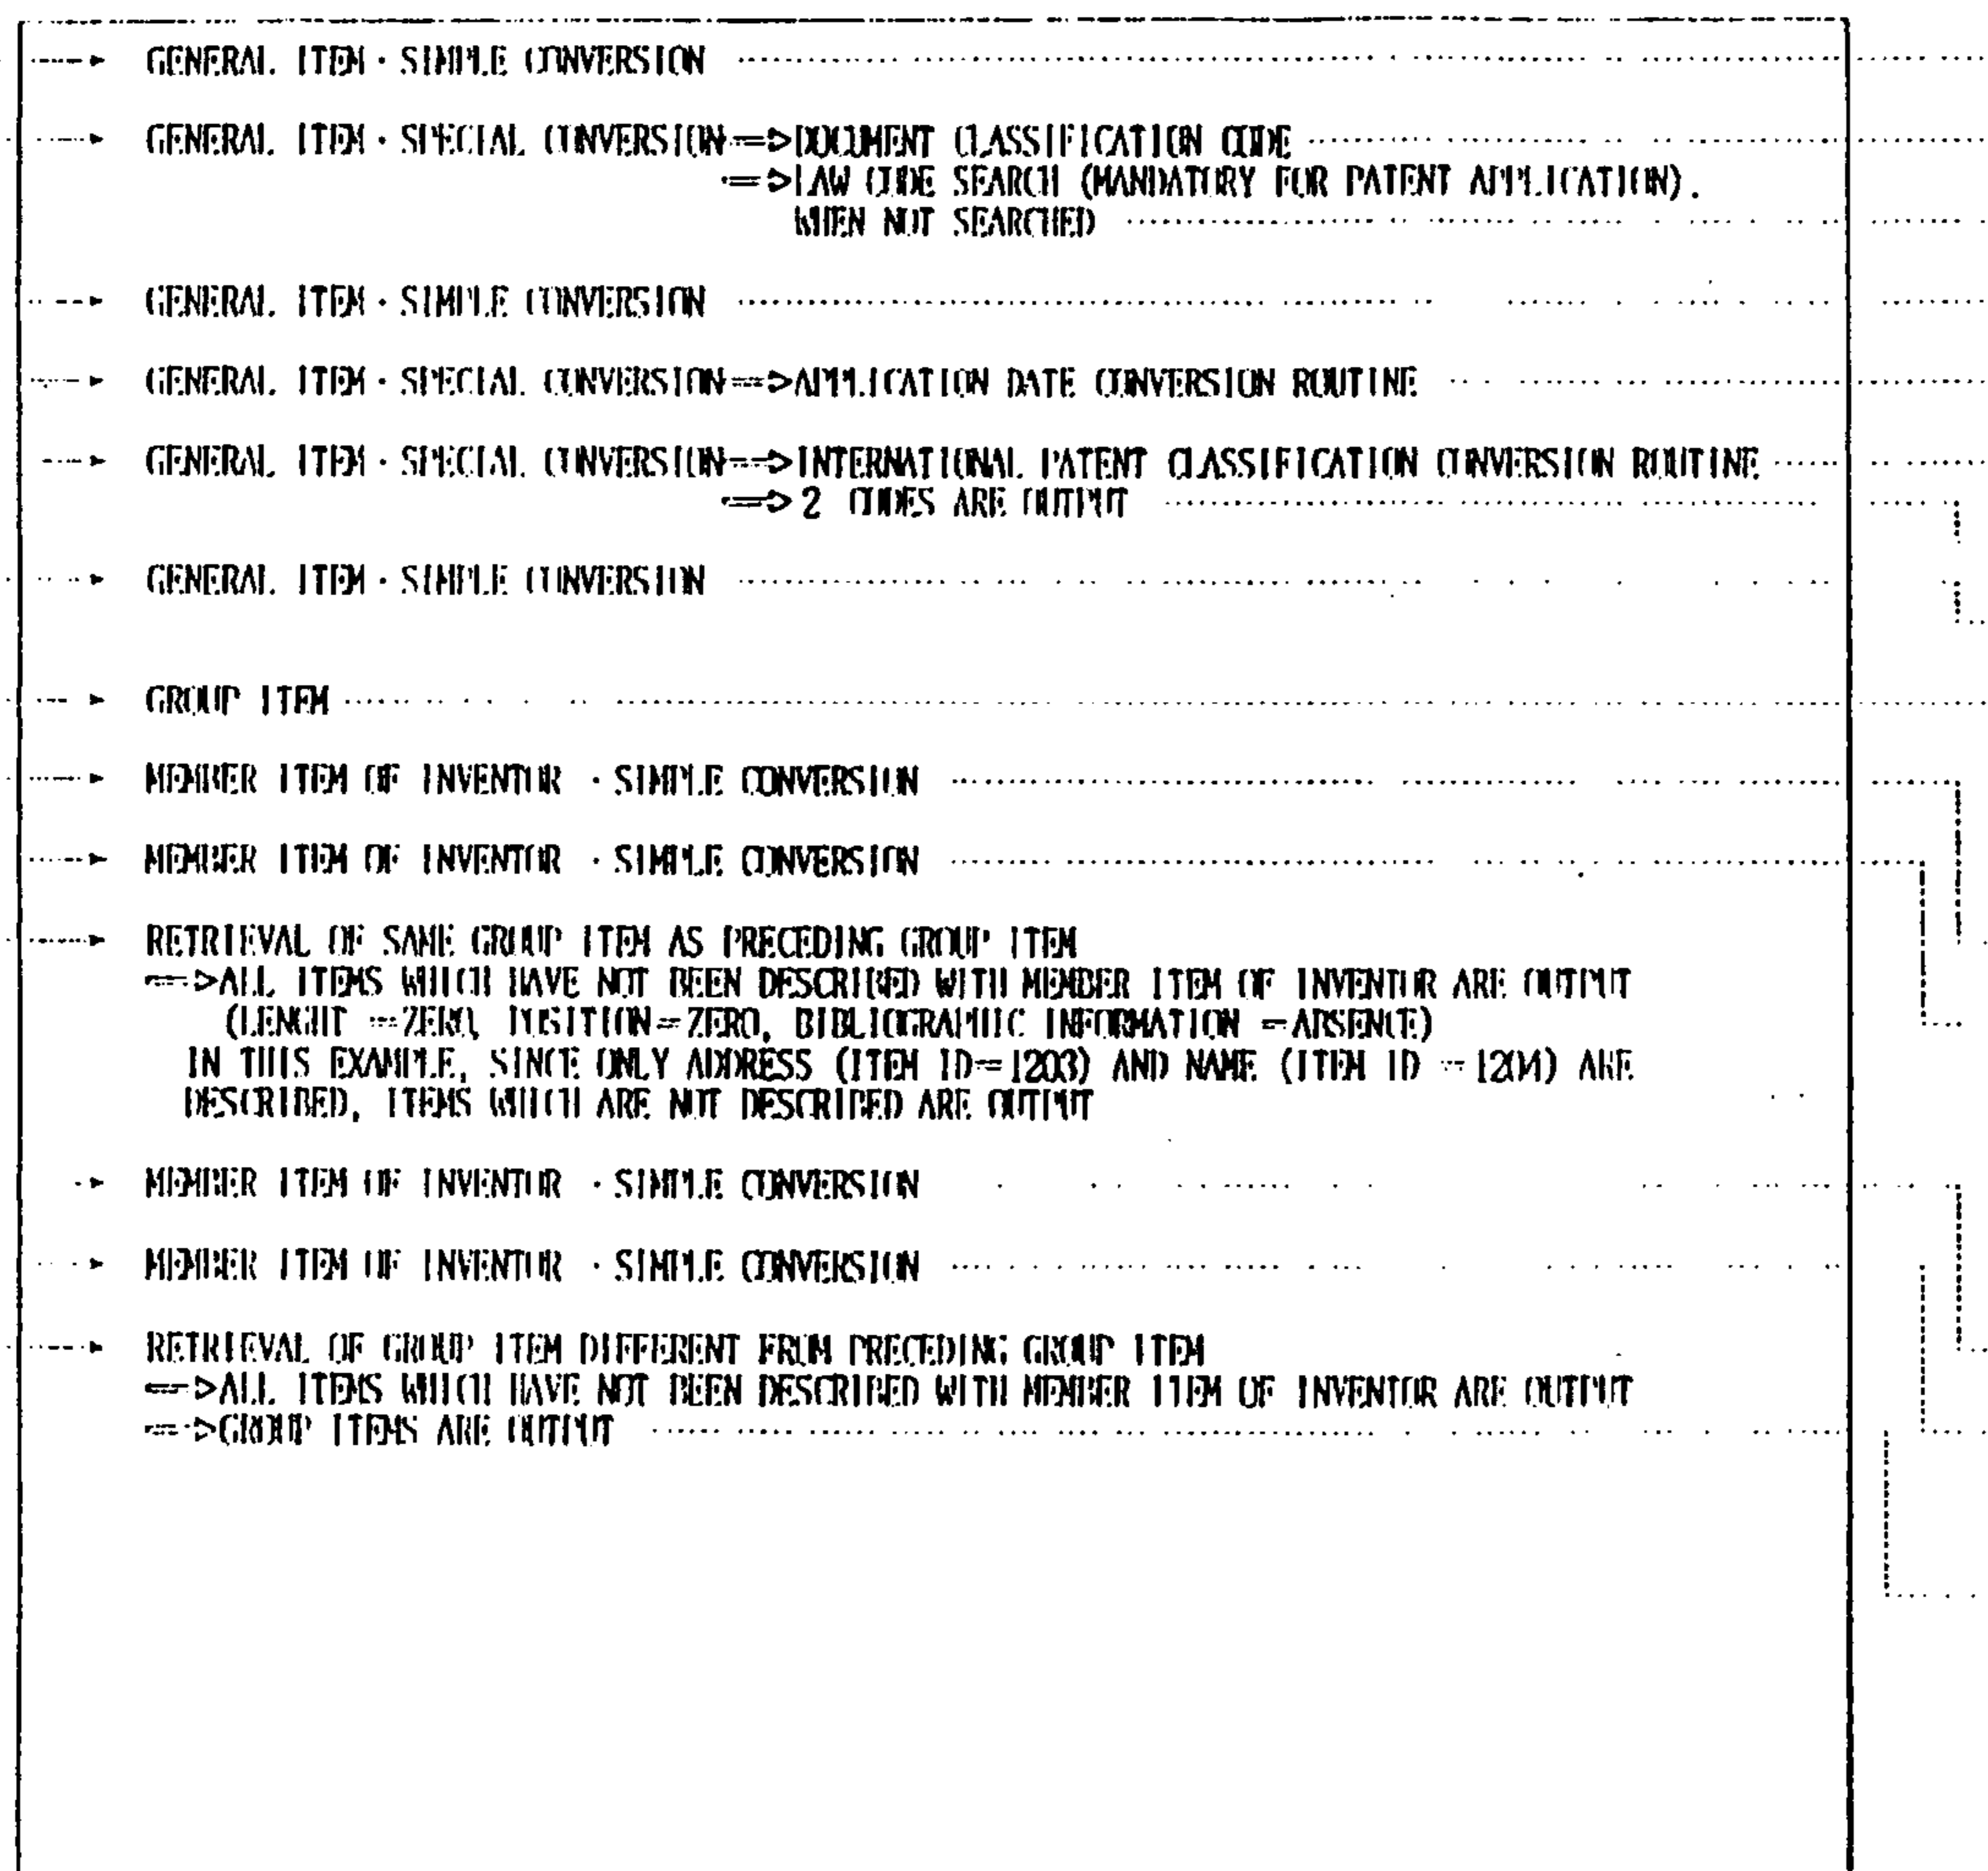 GENERAL ITEM · SIMPLE CONVERSION
GENERAL ITEM · SPECIAL CONVERSION ==> DOCUMENT CLASSIFICATION CODE
==> LAW CODE SEARCH (MANDATORY FOR PATENT APPLICATION).
WHEN NOT SEARCHED
GENERAL ITEM · SIMPLE CONVERSION
GENERAL ITEM · SPECIAL CONVERSION ==> APPLICATION DATE CONVERSION ROUTINE
GENERAL ITEM · SPECIAL CONVERSION ==> INTERNATIONAL PATENT CLASSIFICATION CONVERSION ROUTINE
==> 2 CODES ARE OUTPUT
GENERAL ITEM · SIMPLE CONVERSION
GROUP ITEM
MEMBER ITEM OF INVENTOR · SIMPLE CONVERSION
MEMBER ITEM OF INVENTOR · SIMPLE CONVERSION
RETRIEVAL OF SAME GROUP ITEM AS PRECEDING GROUP ITEM
==> ALL ITEMS WHICH HAVE NOT BEEN DESCRIBED WITH MEMBER ITEM OF INVENTOR ARE OUTPUT
(LENGHT =ZERO, POSITION=ZERO, BIBLIOGRAPHIC INFORMATION =ABSENCE)
IN THIS EXAMPLE, SINCE ONLY ADDRESS (ITEM ID=1203) AND NAME (ITEM ID =1204) ARE
DESCRIBED, ITEMS WHICH ARE NOT DESCRIBED ARE OUTPUT
MEMBER ITEM OF INVENTOR · SIMPLE CONVERSION
MEMBER ITEM OF INVENTOR · SIMPLE CONVERSION
RETRIEVAL OF GROUP ITEM DIFFERENT FROM PRECEDING GROUP ITEM
==> ALL ITEMS WHICH HAVE NOT BEEN DESCRIBED WITH MEMBER ITEM OF INVENTOR ARE OUTPUT
==> GROUP ITEMS ARE OUTPUT